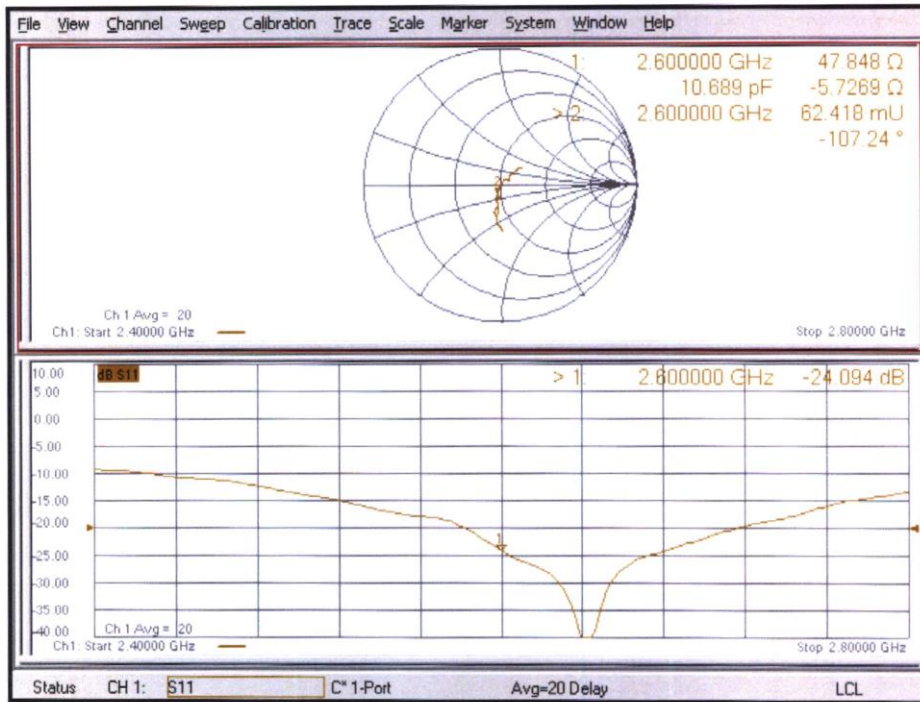 File View Channel Sweep Calibration Trace Scale Marker System Window Help
1: 2.600000 GHz 47.848 Ω
10.689 pF -5.7269 Ω
> 2: 2.600000 GHz 62.418 mU
-107.24 °
Ch 1 Avg = 20
Ch1: Start 2.40000 GHz Stop 2.80000 GHz
10.00 dB S11 > 1: 2.600000 GHz -24.094 dB
5.00
0.00
-5.00
-10.00
-15.00
-20.00
1
-25.00
-30.00
-35.00
-40.00 Ch 1 Avg = 20
Ch1: Start 2.40000 GHz Stop 2.80000 GHz
Status CH 1: S11 C* 1-Port Avg=20 Delay LCL